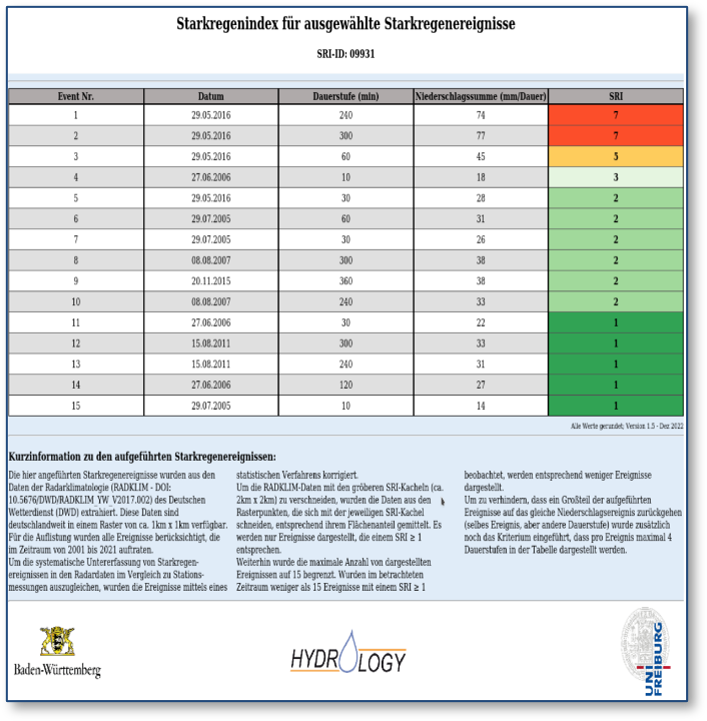 Starkregenindex für ausgewählte Starkregenereignisse
SRI-ID: 09931
Event Nr. Datum Dauerstufe (min) Niederschlagssumme (mm/Dauer) SRI
1 29.05.2016 240 74 7
2 29.05.2016 300 77 7
3 29.05.2016 60 45 5
4 27.06.2006 10 18 3
5 29.05.2016 30 28 2
6 29.07.2005 60 31 2
7 29.07.2005 30 26 2
8 08.08.2007 300 38 2
9 20.11.2015 360 38 2
10 08.08.2007 240 33 2
11 27.06.2006 30 22 1
12 15.08.2011 300 33 1
13 15.08.2011 240 31 1
14 27.06.2006 120 27 1
15 29.07.2005 10 14 1
Alle Werte gerundet; Version 1.5 - Dez 2022
Kurzinformation zu den aufgeführten Starkregenereignissen:
Die hier angeführten Starkregenereignisse wurden aus den
Daten der Radarklimatologie (RADKLIM - DOI:
10.5676/DWD/RADKLIM_YW_V2017.002) des Deutschen
Wetterdienst (DWD) extrahiert. Diese Daten sind
deutschlandweit in einem Raster von ca. 1km x 1km verfügbar.
Für die Auflistung wurden alle Ereignisse berücksichtigt, die
im Zeitraum von 2001 bis 2021 auftraten.
Um die systematische Untererfassung von Starkregen-
ereignissen in den Radardaten im Vergleich zu Stations-
messungen auszugleichen, wurden die Ereignisse mittels eines
statistischen Verfahrens korrigiert.
Um die RADKLIM-Daten mit den gröberen SRI-Kacheln (ca.
2km x 2km) zu verschneiden, wurden die Daten aus den
Rasterpunkten, die sich mit der jeweiligen SRI-Kachel
schneiden, entsprechend ihrem Flächenanteil gemittelt. Es
werden nur Ereignisse dargestellt, die einem SRI ≥ 1
entsprechen.
Weiterhin wurde die maximale Anzahl von dargestellten
Ereignissen auf 15 begrenzt. Wurden im betrachteten
Zeitraum weniger als 15 Ereignisse mit einem SRI ≥ 1
beobachtet, werden entsprechend weniger Ereignisse
dargestellt.
Um zu verhindern, dass ein Großteil der aufgeführten
Ereignisse auf das gleiche Niederschlagsereignis zurückgehen
(selbes Ereignis, aber andere Dauerstufe) wurde zusätzlich
noch das Kriterium eingeführt, dass pro Ereignis maximal 4
Dauerstufen in der Tabelle dargestellt werden.
Baden-Württemberg
HYDROLOGY
UNI
FREIBURG